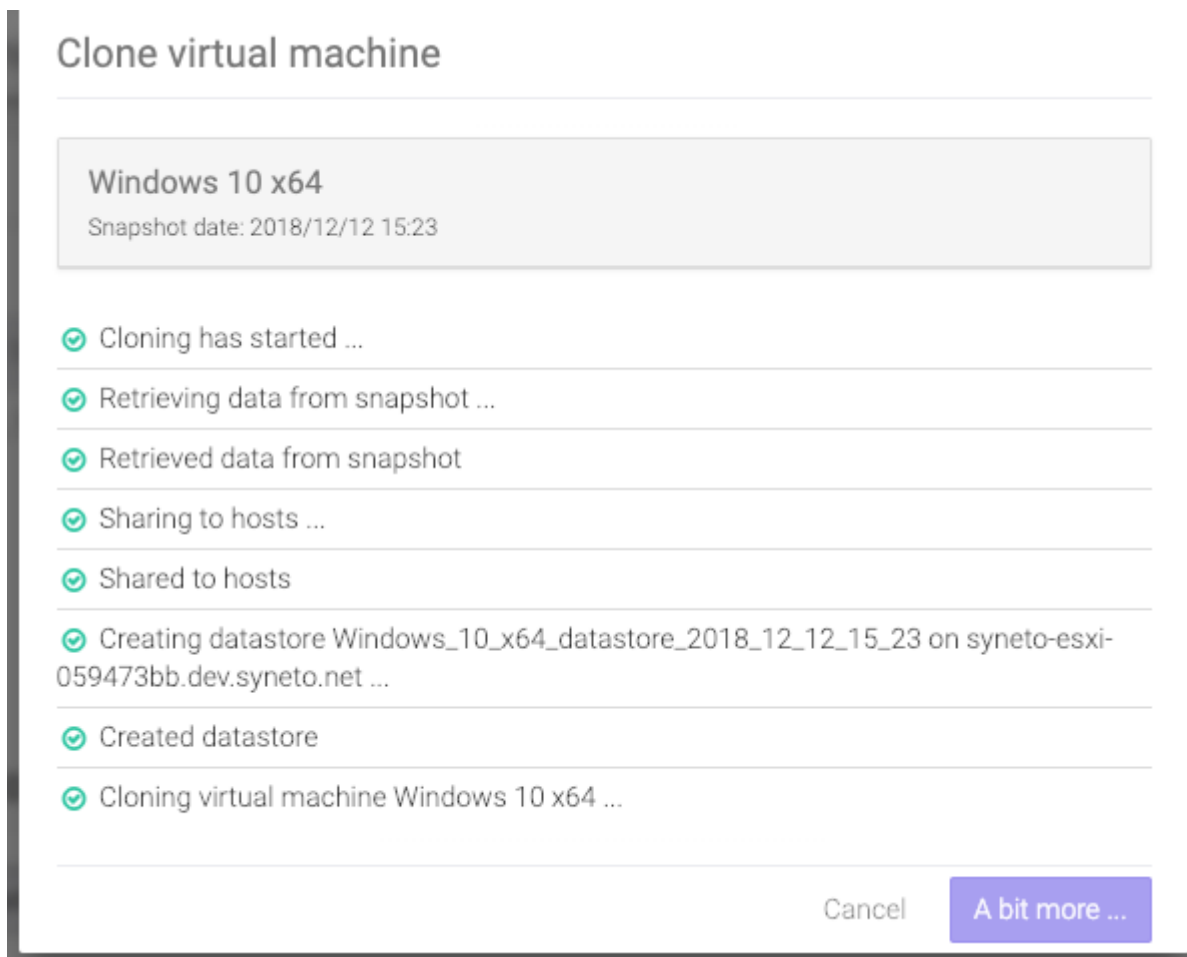 Clone virtual machine
Windows 10 x64
Snapshot date: 2018/12/12 15:23
Cloning has started ...
Retrieving data from snapshot ...
Retrieved data from snapshot
Sharing to hosts ...
Shared to hosts
Creating datastore Windows_10_x64_datastore_2018_12_12_15_23 on syneto-esxi-
059473bb.dev.syneto.net ...
Created datastore
Cloning virtual machine Windows 10 x64 ...
Cancel
A bit more ...